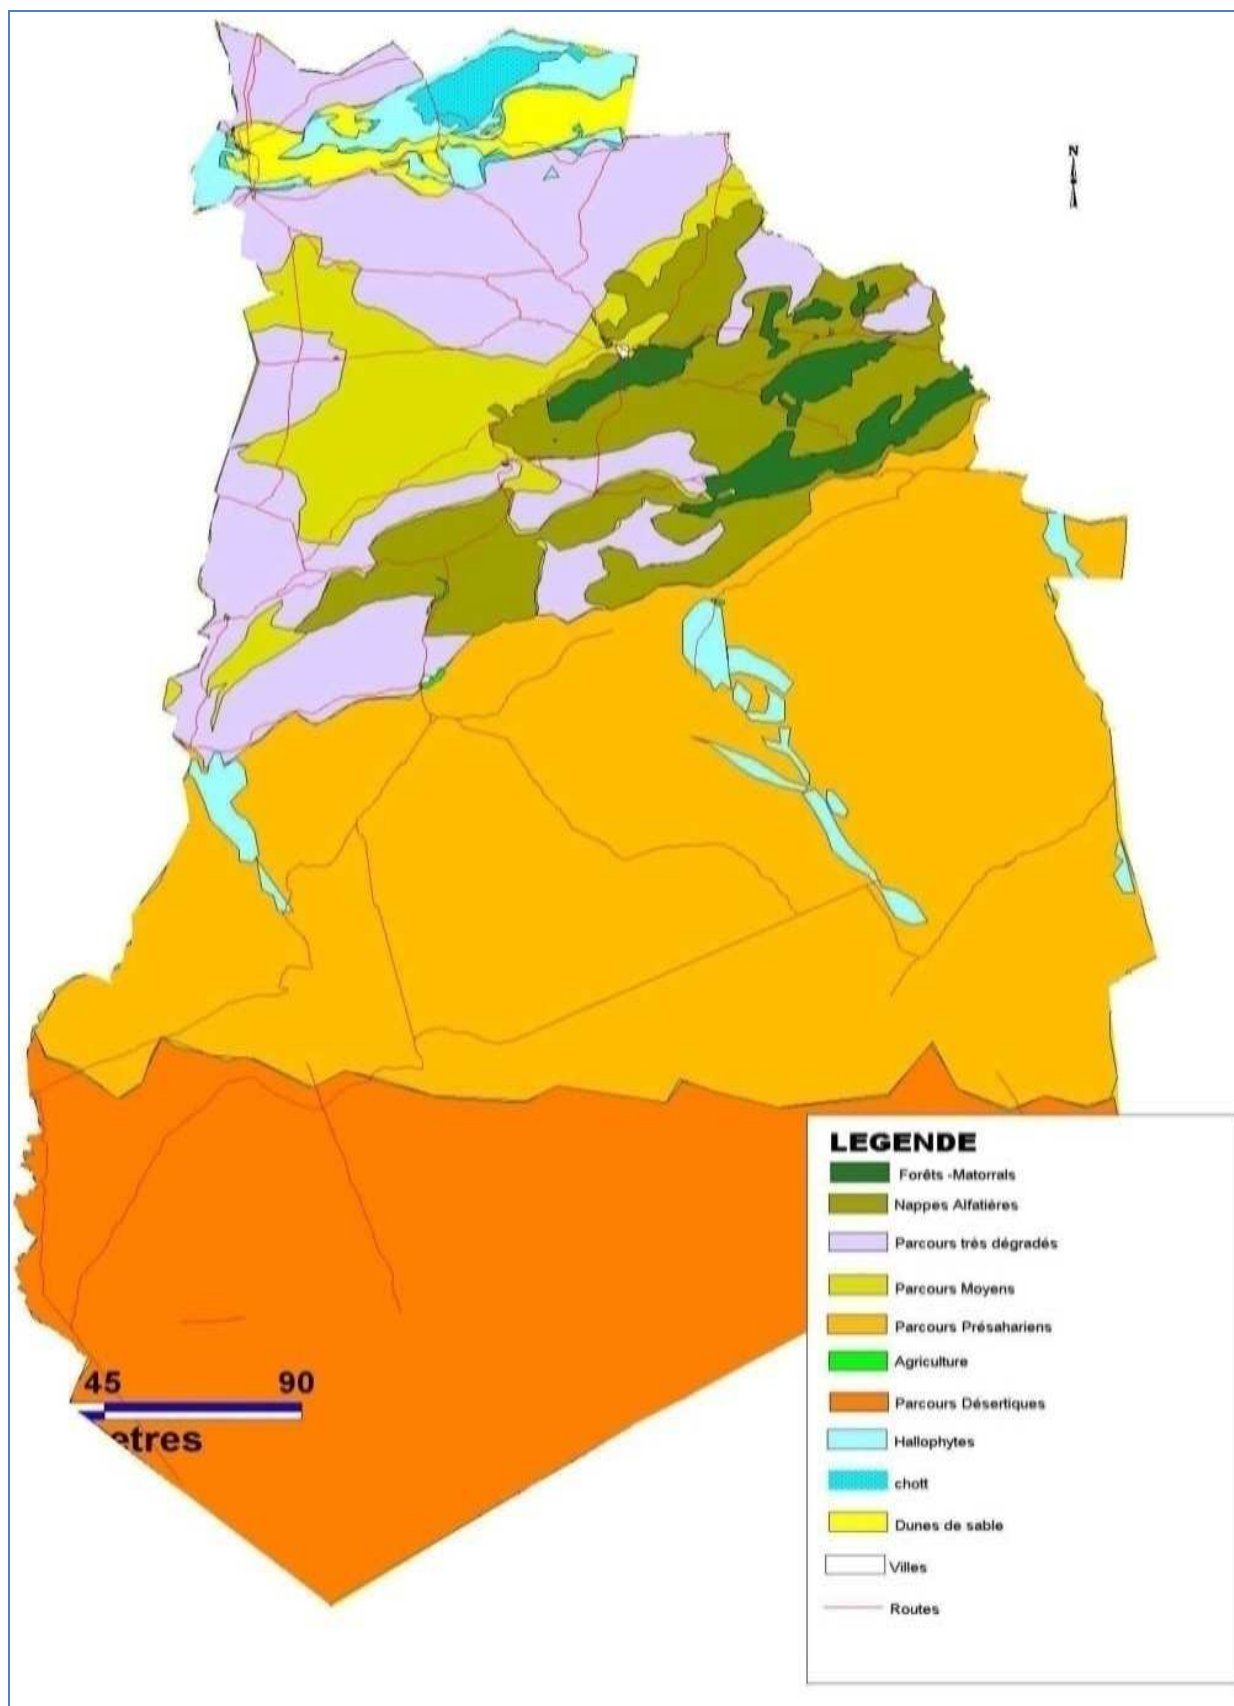 N
LEGENDE
Forêts -Matorrals
Nappes Alfatières
Parcours très dégradés
Parcours Moyens
Parcours Présahariens
Agriculture
Parcours Désertiques
Hallophytes
chott
Dunes de sable
Villes
Routes
45 90
etres